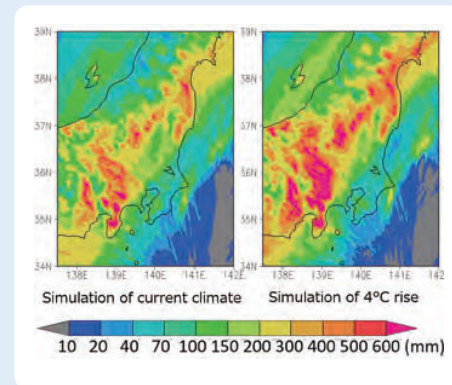 39N 39N
38N 38N
37N 37N
36N 36N
35N 35N
34N 34N
138E 139E 140E 141E 142E 138E 139E 140E 141E 142
Simulation of current climate Simulation of 4°C rise
10 20 40 70 100 150 200 300 400 500 600 (mm)